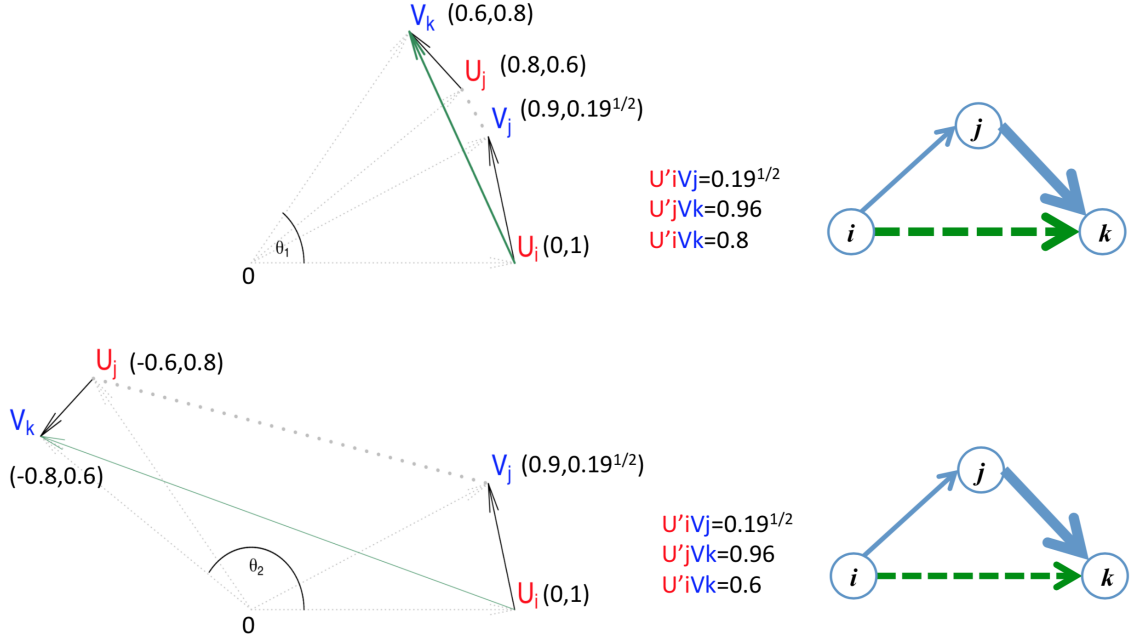 Vk (0.6,0.8)
Uj (0.8,0.6)
Vj (0.9,0.19^1/2)
θ1
Ui (0,1)
0
U'iVj=0.19^1/2
U'jVk=0.96
U'iVk=0.8
j
i
k
Uj (-0.6,0.8)
Vk
(-0.8,0.6)
Vj (0.9,0.19^1/2)
θ2
Ui (0,1)
0
U'iVj=0.19^1/2
U'jVk=0.96
U'iVk=0.6
j
i
k